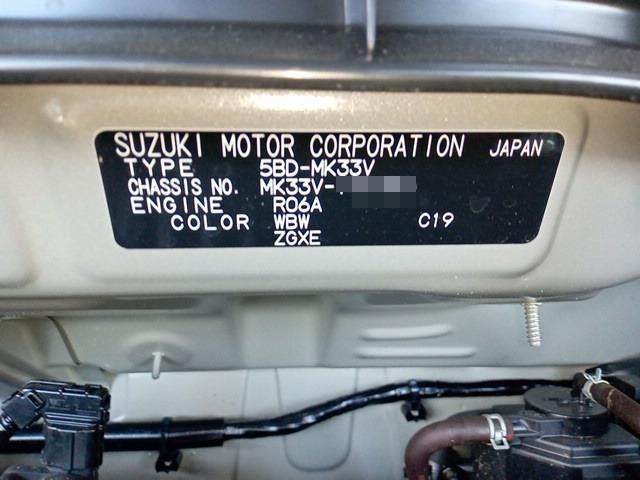 SUZUKI MOTOR CORPORATION JAPAN
TYPE 5BD-MK33V
CHASSIS NO. MK33V-
ENGINE R06A
COLOR WBW C19
ZGXE